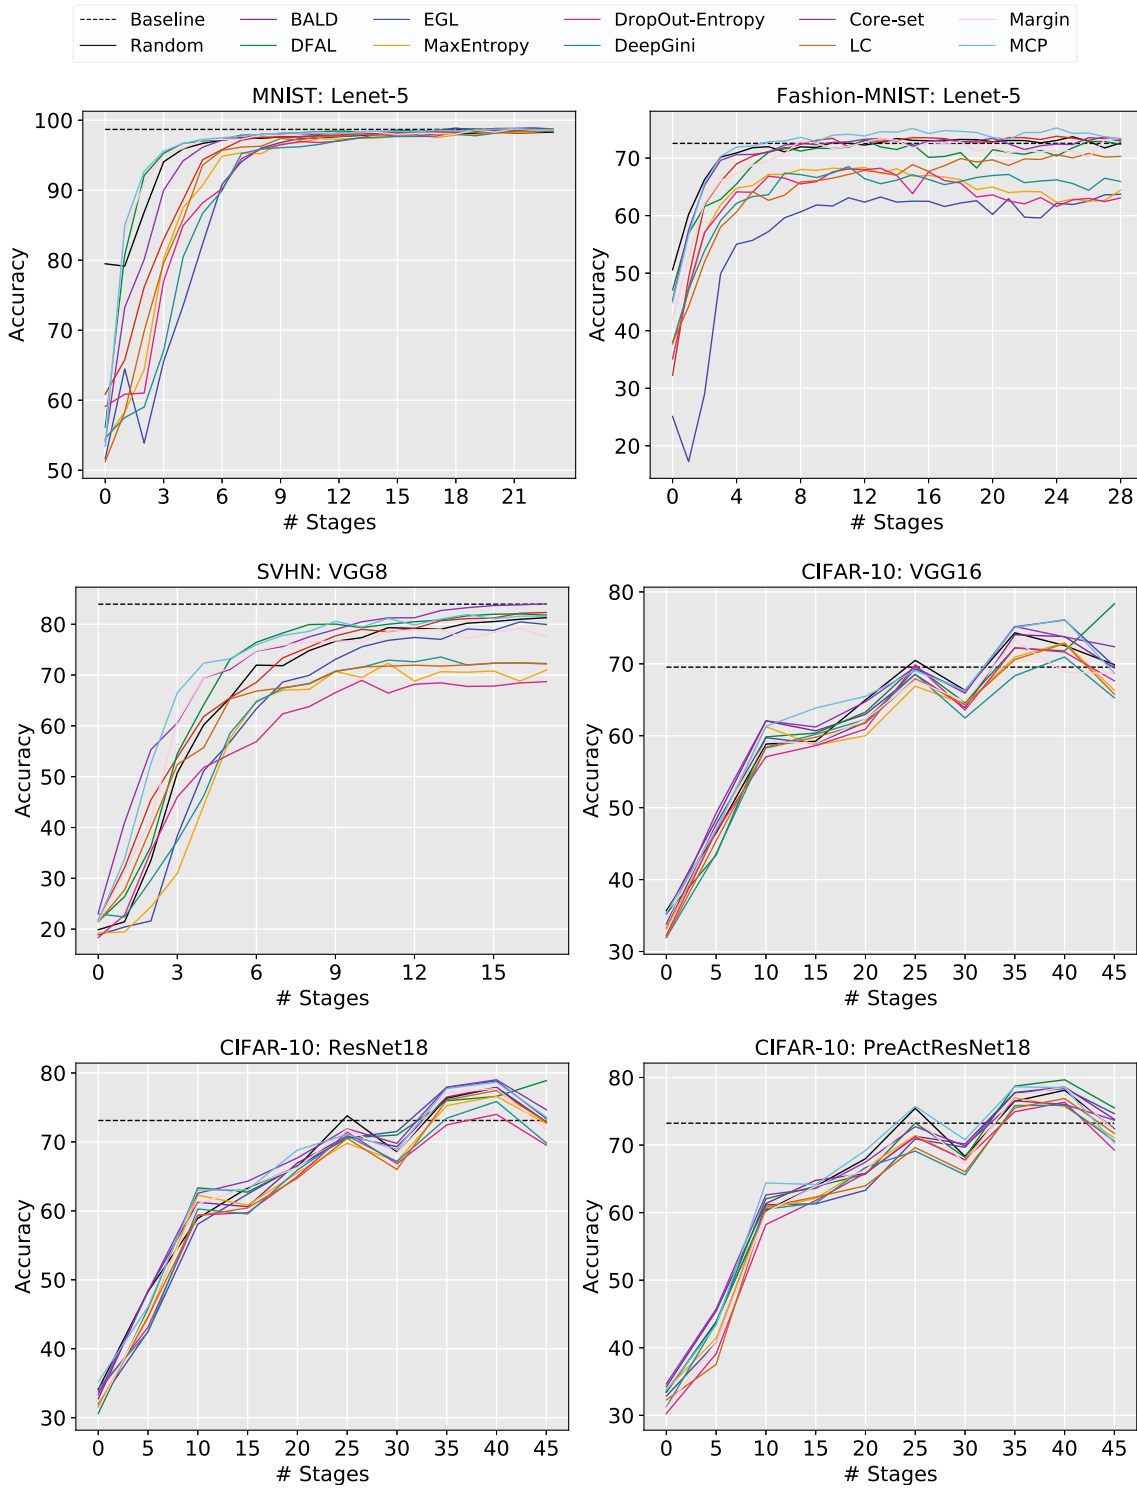 Baseline BALD EGL DropOut-Entropy Core-set Margin
Random DFAL MaxEntropy DeepGini LC MCP
MNIST: Lenet-5
100
90
80
70
60
50
Accuracy
0 3 6 9 12 15 18 21
# Stages
Fashion-MNIST: Lenet-5
70
60
50
40
30
20
Accuracy
0 4 8 12 16 20 24 28
# Stages
SVHN: VGG8
80
70
60
50
40
30
20
Accuracy
0 3 6 9 12 15
# Stages
CIFAR-10: VGG16
80
70
60
50
40
30
Accuracy
0 5 10 15 20 25 30 35 40 45
# Stages
CIFAR-10: ResNet18
80
70
60
50
40
30
Accuracy
0 5 10 15 20 25 30 35 40 45
# Stages
CIFAR-10: PreActResNet18
80
70
60
50
40
30
Accuracy
0 5 10 15 20 25 30 35 40 45
# Stages